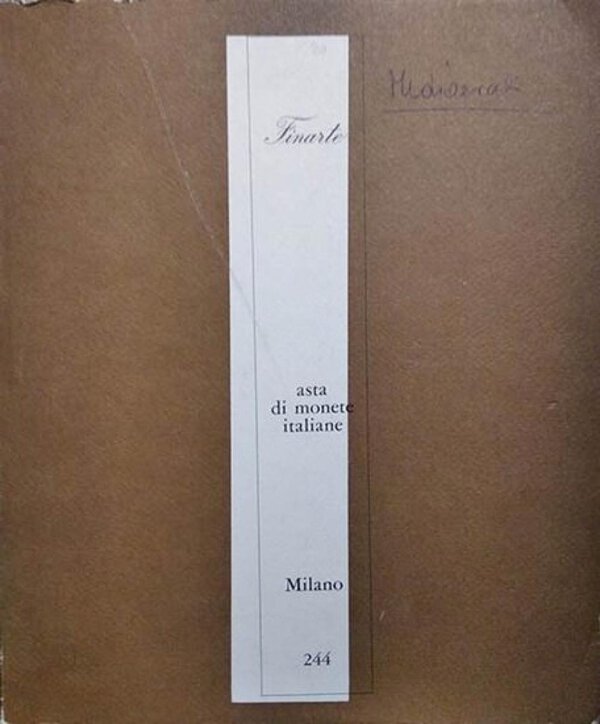 Finarte
asta
di monete
italiane
Milano
244